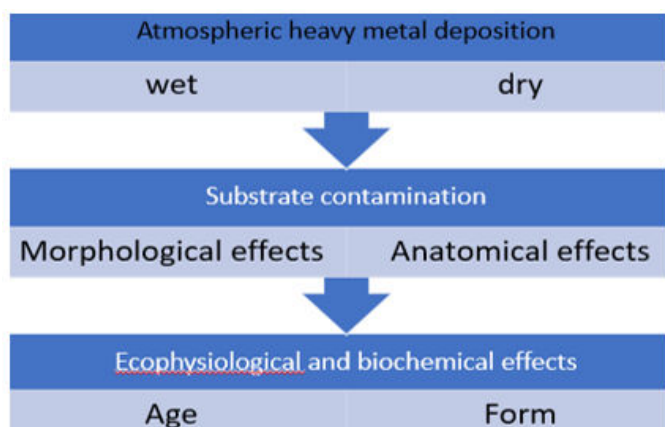 Atmospheric heavy metal deposition
wet dry
Substrate contamination
Morphological effects Anatomical effects
Ecophysiological and biochemical effects
Age Form